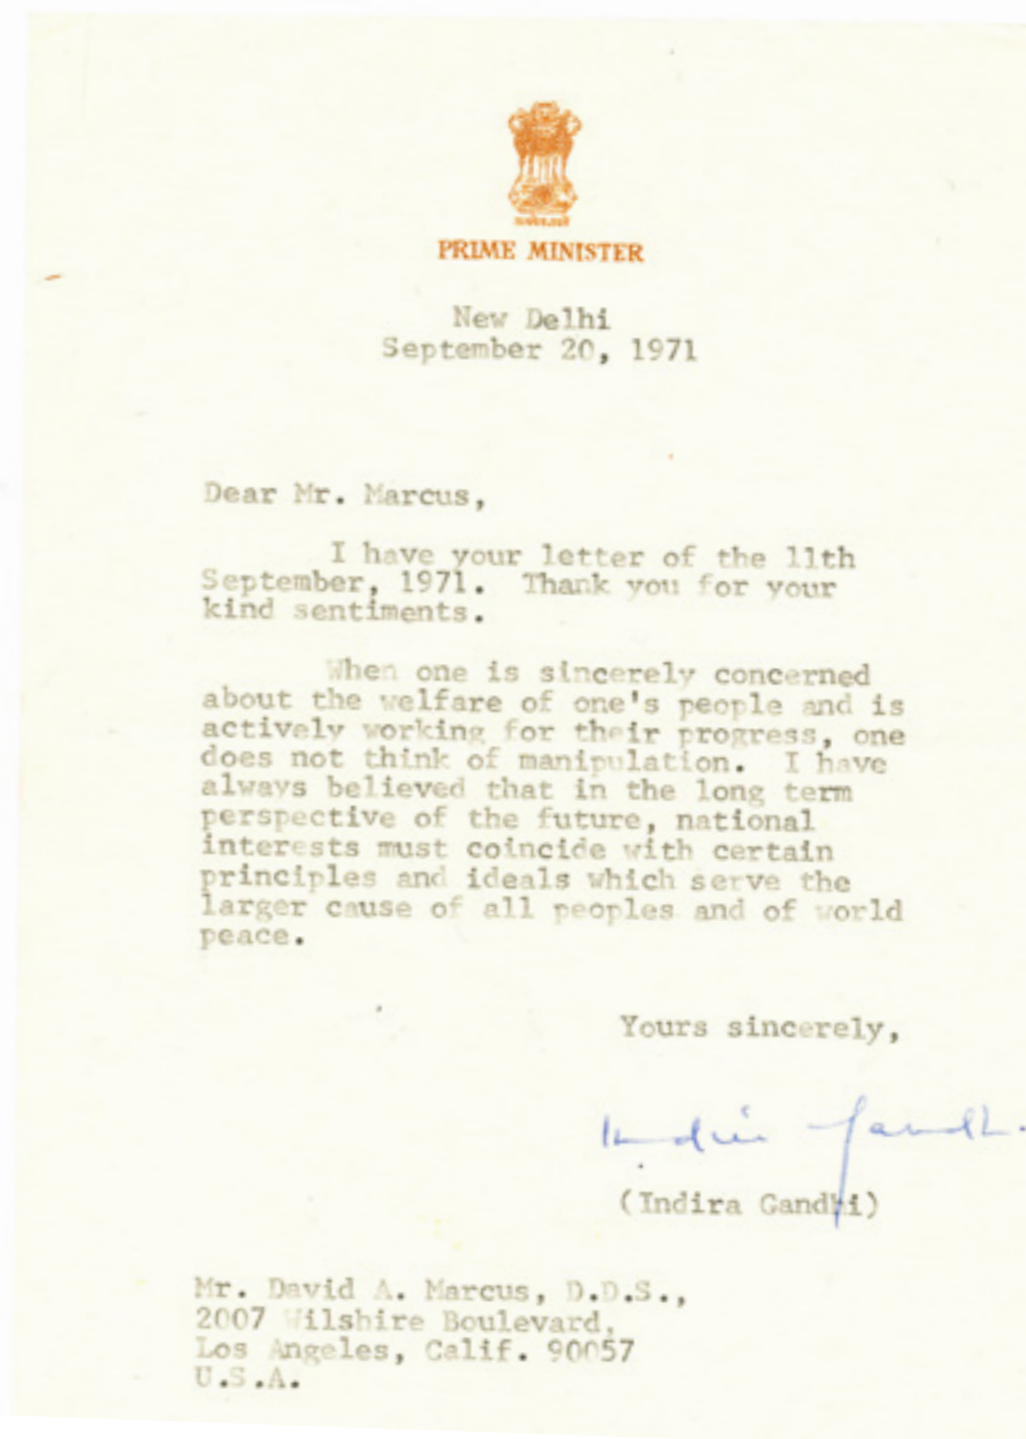 PRIME MINISTER
New Delhi
September 20, 1971
Dear Mr. Marcus,
I have your letter of the 11th
September, 1971. Thank you for your
kind sentiments.
When one is sincerely concerned
about the welfare of one's people and is
actively working for their progress, one
does not think of manipulation. I have
always believed that in the long term
perspective of the future, national
interests must coincide with certain
principles and ideals which serve the
larger cause of all peoples and of world
peace.
Yours sincerely,
Indira Gandhi
(Indira Gandhi)
Mr. David A. Marcus, D.D.S.,
2007 Wilshire Boulevard,
Los Angeles, Calif. 90057
U.S.A.